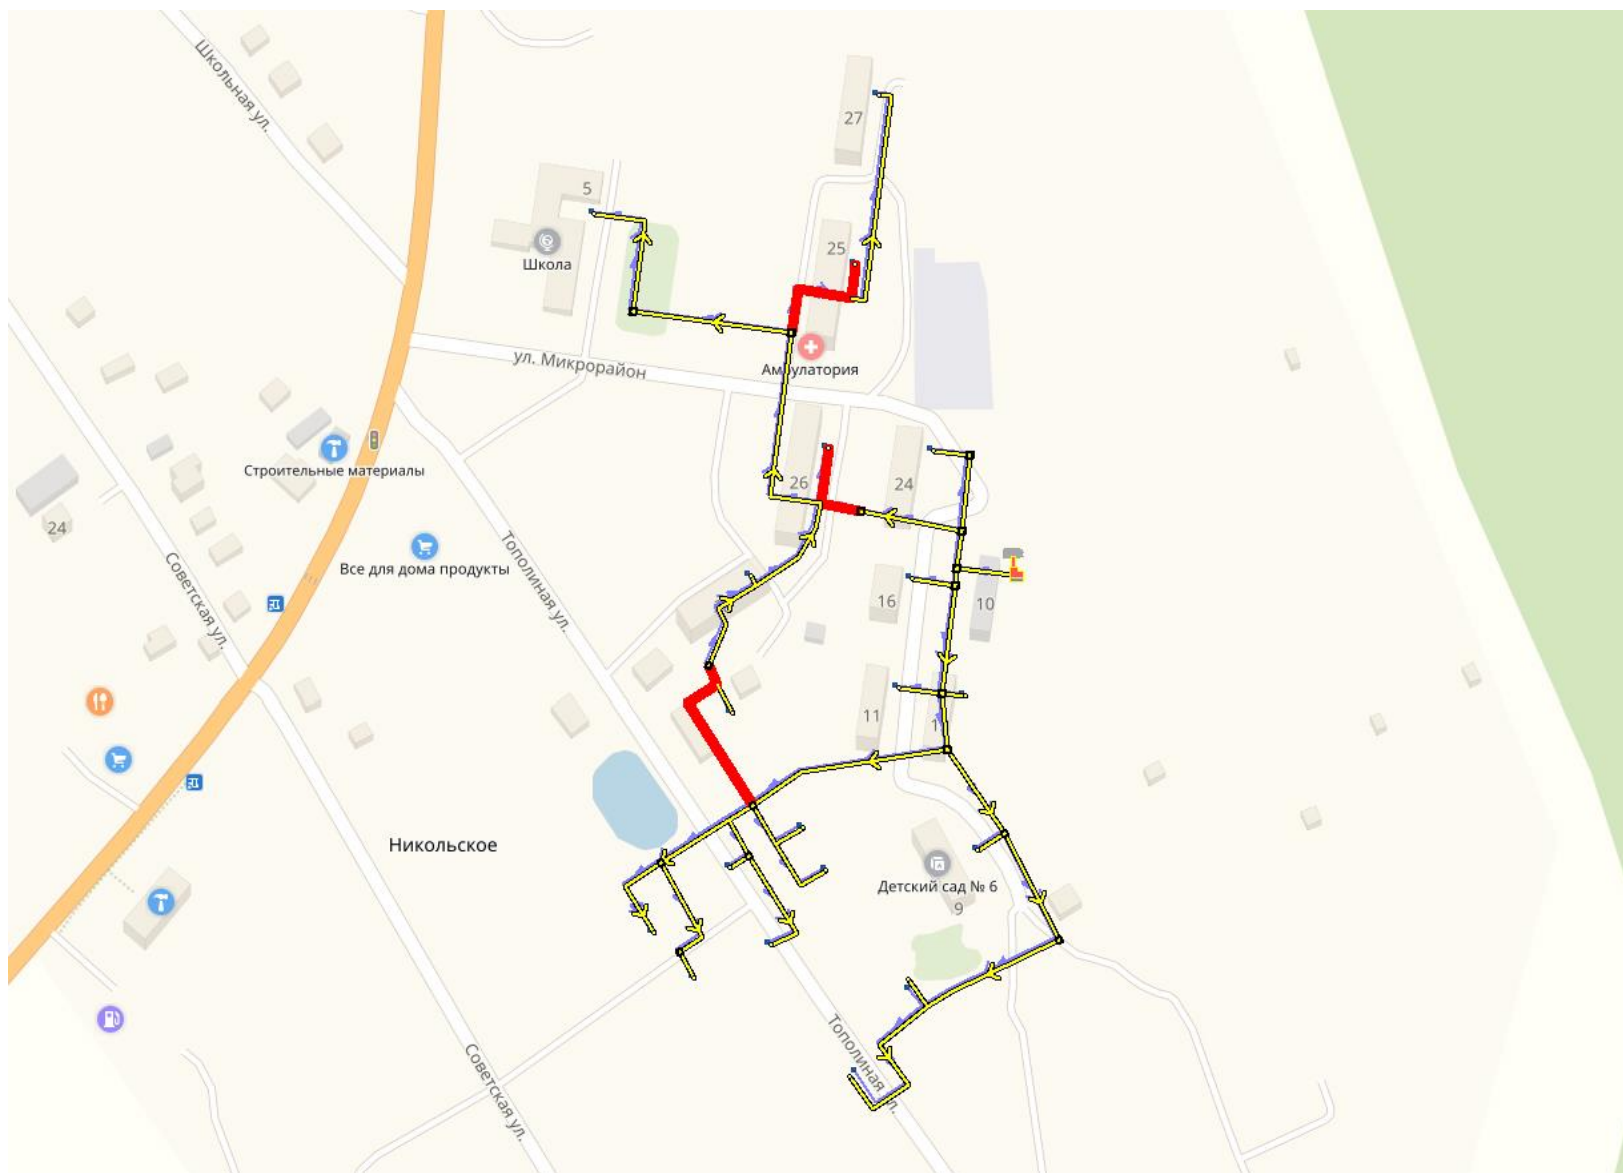 Школьная ул.
27
5
25
Школа
ул. Микрорайон
Амбулатория
Строительные материалы
26
24
24
Все для дома продукты
Советская ул.
Тополиная ул.
16
10
11
1
Никольское
Детский сад № 6
9
Тополиная ул.
Советская ул.